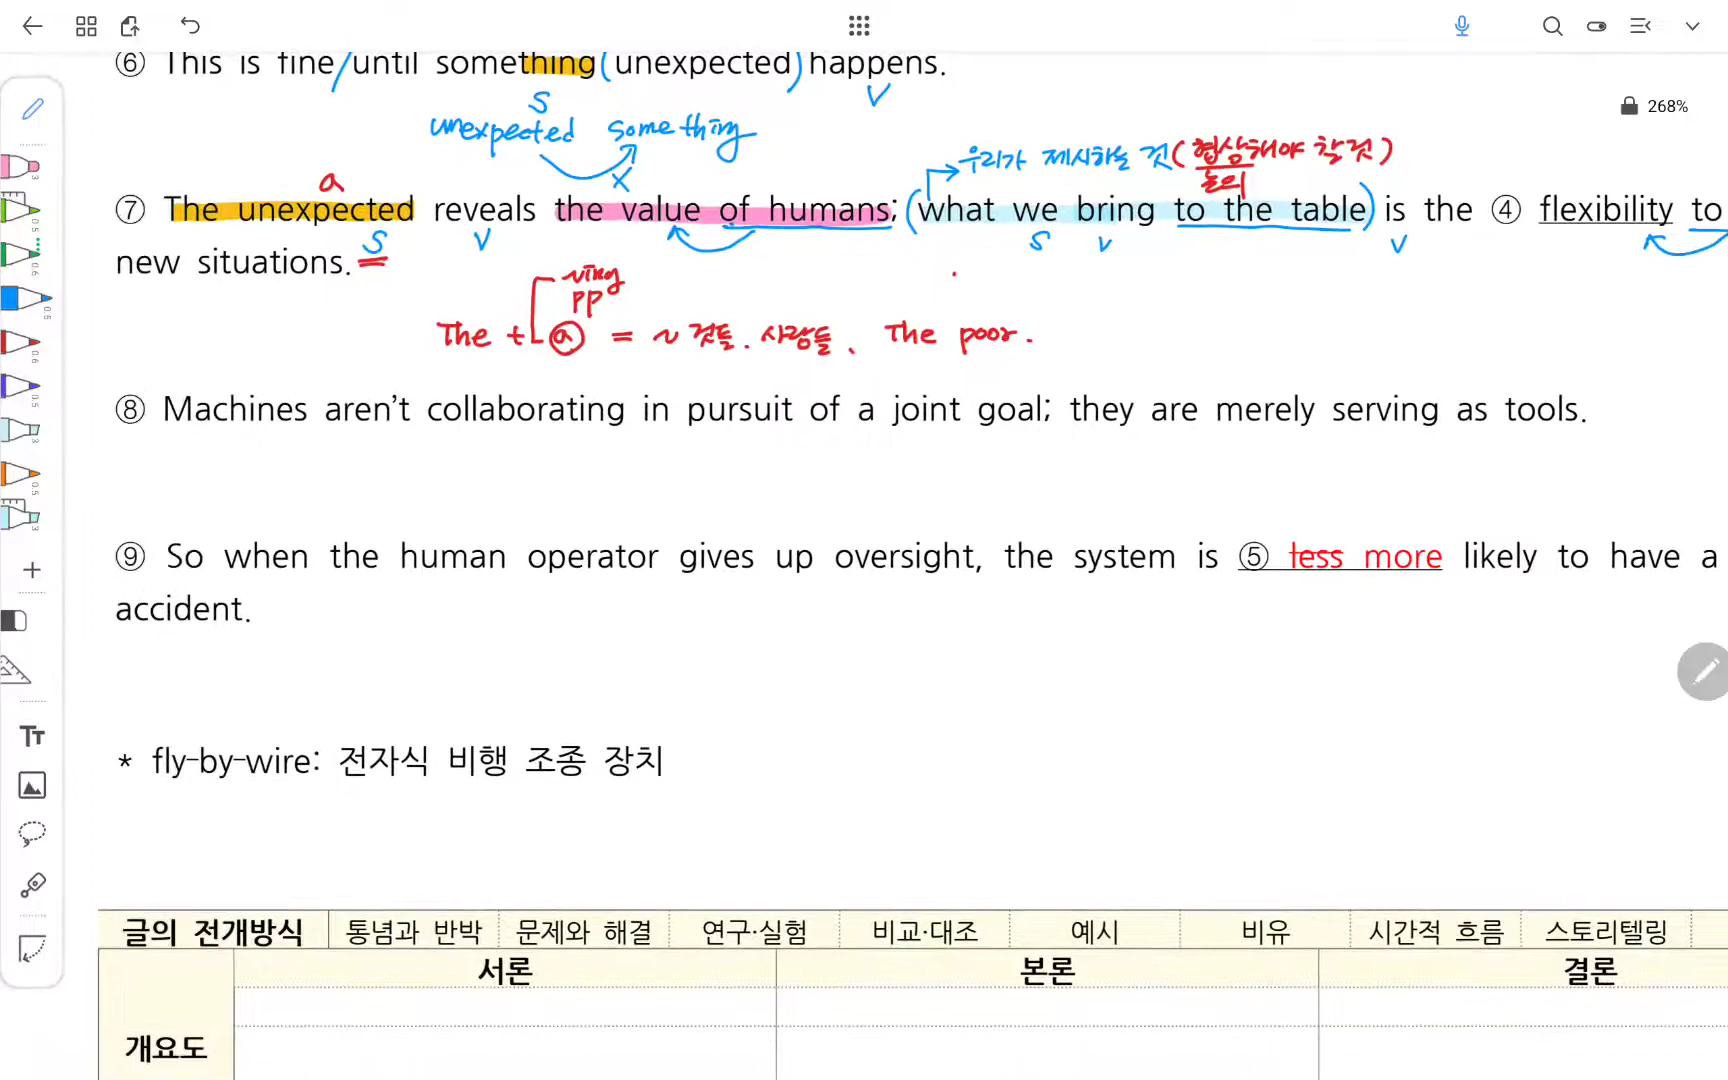 268%
⑥ This is fine/until something(unexpected)happens.
S
V
unexpected something
x
우리가 제시하는 것(협상해야 할것)
논의
a
⑦ The unexpected reveals the value of humans; (what we bring to the table) is the ④ flexibility to
S V S V V
new situations.
ving
pp
The + ⓐ = ~ 것들. 사람들, The poor.
⑧ Machines aren't collaborating in pursuit of a joint goal; they are merely serving as tools.
⑨ So when the human operator gives up oversight, the system is ⑤ less more likely to have a
accident.
* fly-by-wire: 전자식 비행 조종 장치
글의 전개방식 통념과 반박 문제와 해결 연구·실험 비교·대조 예시 비유 시간적 흐름 스토리텔링
서론 본론 결론
개요도